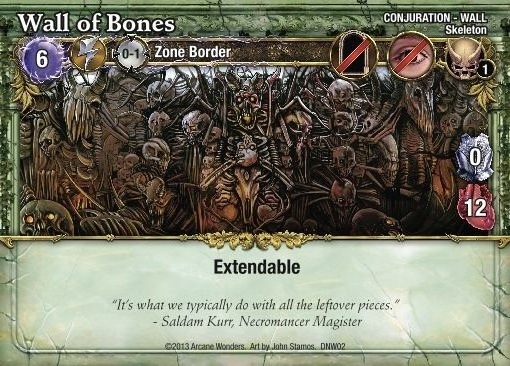 Wall of Bones
CONJURATION - WALL
Skeleton
6
0-1
Zone Border
1
0
12
Extendable
“It's what we typically do with all the leftover pieces.”
- Saldam Kurr, Necromancer Magister
©2013 Arcane Wonders. Art by John Stamos. DNW02